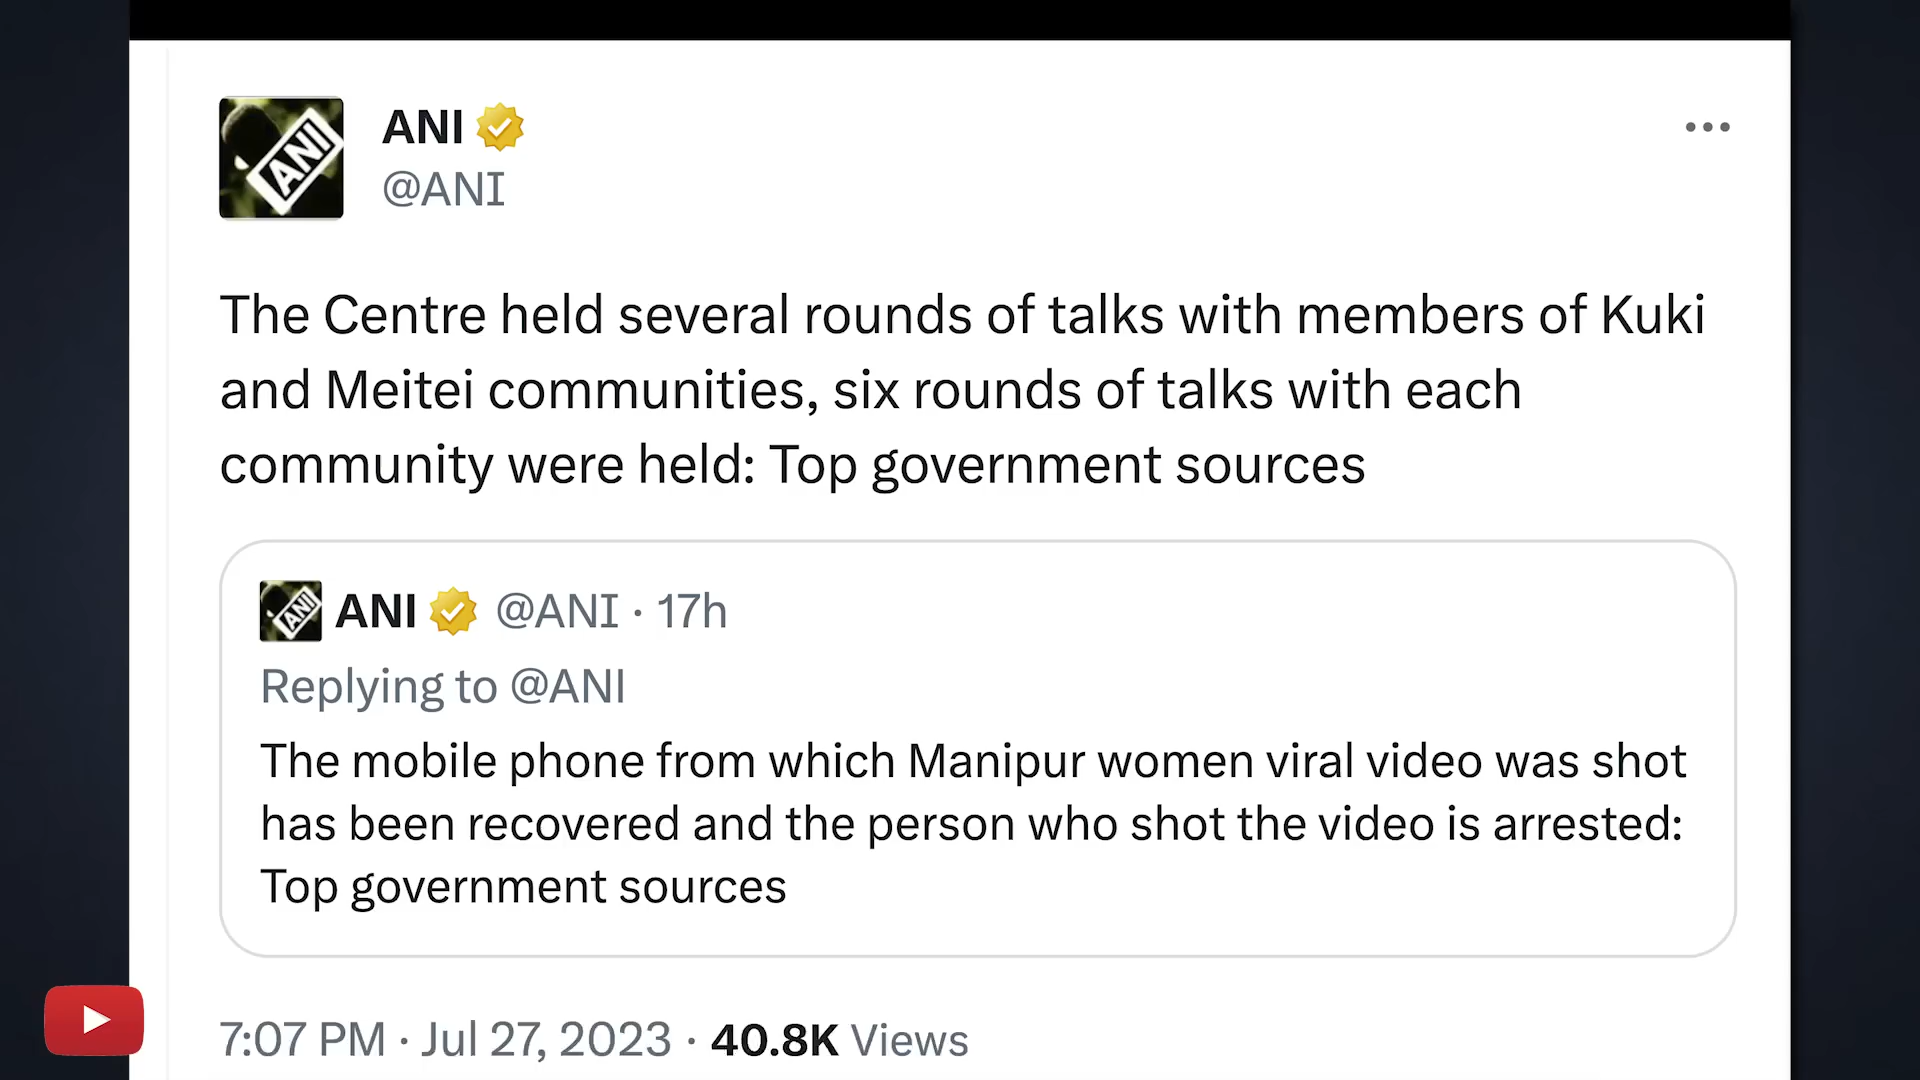 ANI
ANI
@ANI
The Centre held several rounds of talks with members of Kuki
and Meitei communities, six rounds of talks with each
community were held: Top government sources
ANI
ANI @ANI · 17h
Replying to @ANI
The mobile phone from which Manipur women viral video was shot
has been recovered and the person who shot the video is arrested:
Top government sources
7:07 PM · Jul 27, 2023 · 40.8K Views